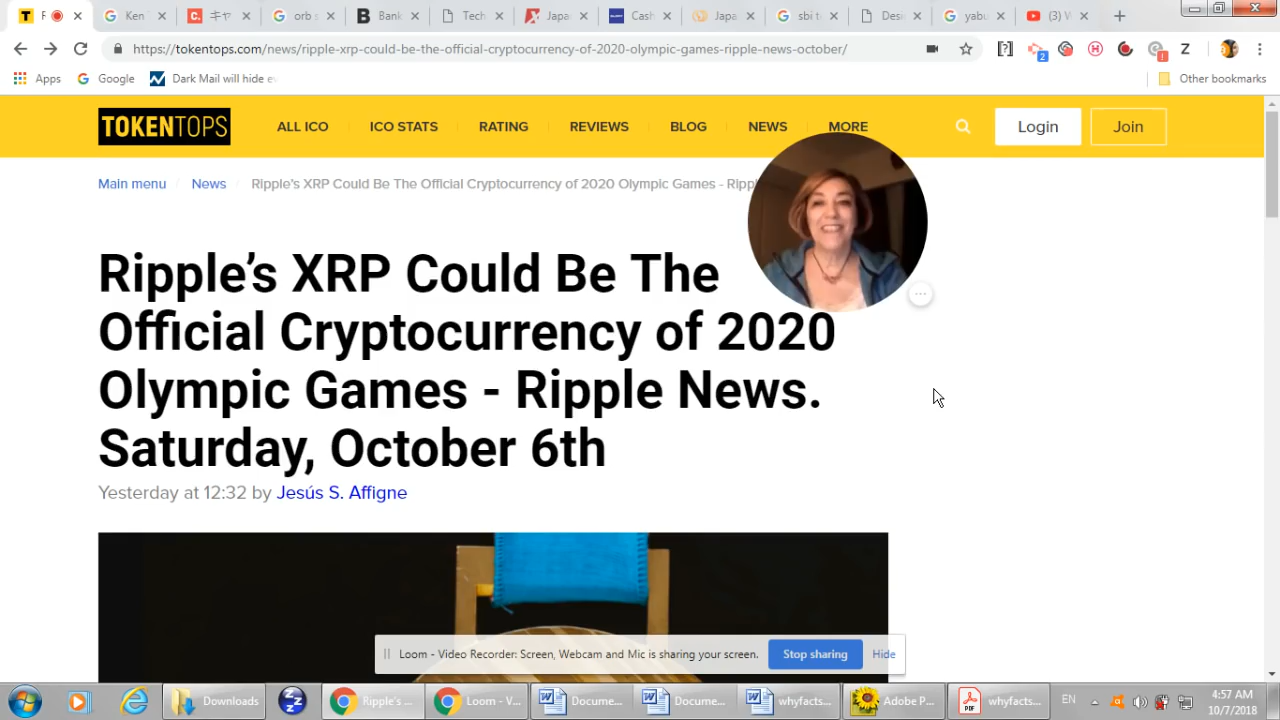 Ken
キャ
orb s
Bank
Tech
Japa
Cash
Japa
sbi t
Desi
yabu
(3) V
https://tokentops.com/news/ripple-xrp-could-be-the-official-cryptocurrency-of-2020-olympic-games-ripple-news-october/
2
Z
Apps
Google
Dark Mail will hide e
Other bookmarks
TOKENTOPS
ALL ICO
ICO STATS
RATING
REVIEWS
BLOG
NEWS
MORE
Login
Join
Main menu / News / Ripple's XRP Could Be The Official Cryptocurrency of 2020 Olympic Games - Rippl
Ripple’s XRP Could Be The
Official Cryptocurrency of 2020
Olympic Games - Ripple News.
Saturday, October 6th
Yesterday at 12:32 by Jesús S. Affigne
Loom - Video Recorder: Screen, Webcam and Mic is sharing your screen.
Stop sharing
Hide
Downloads
Ripple's ...
Loom - V...
Docume...
Docume...
whyfacts...
Adobe P...
whyfacts...
EN
4:57 AM
10/7/2018